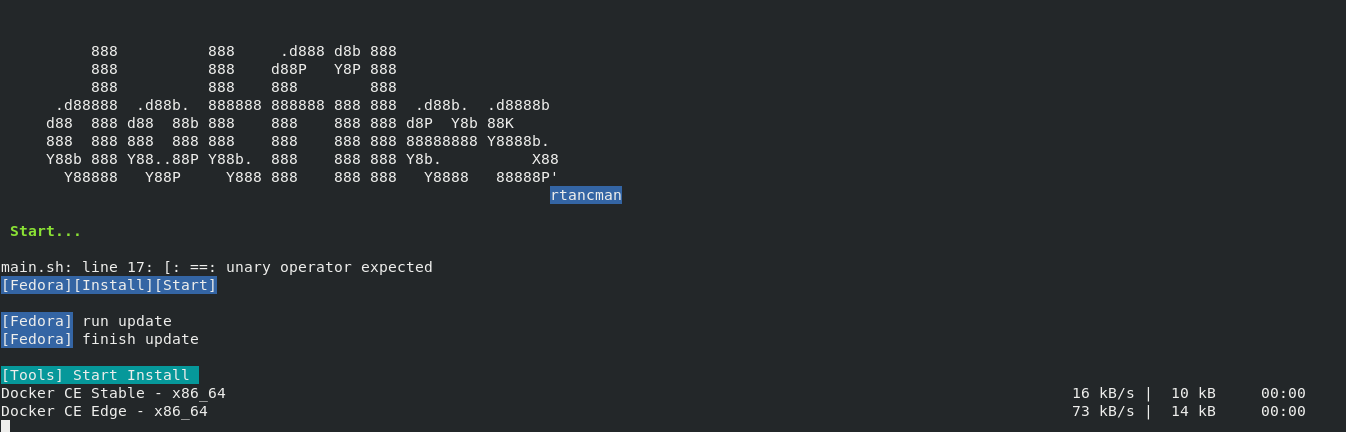 888          888     .d888 d8b 888
     888          888    d88P   Y8P 888
     888          888    888        888
 .d88888  .d88b.  888888 888888 888 888  .d88b.  .d8888b
d88  888 d88  88b 888    888    888 888 d8P  Y8b 88K
888  888 888  888 888    888    888 888 88888888 Y8888b.
Y88b 888 Y88..88P Y88b.  888    888 888 Y8b.         X88
  Y88888   Y88P     Y888 888    888 888   Y8888   88888P'
rtancman
Start...
main.sh: line 17: [: ==: unary operator expected
[Fedora][Install][Start]
[Fedora] run update
[Fedora] finish update
[Tools] Start Install
Docker CE Stable - x86_64 16 kB/s | 10 kB 00:00
Docker CE Edge - x86_64 73 kB/s | 14 kB 00:00